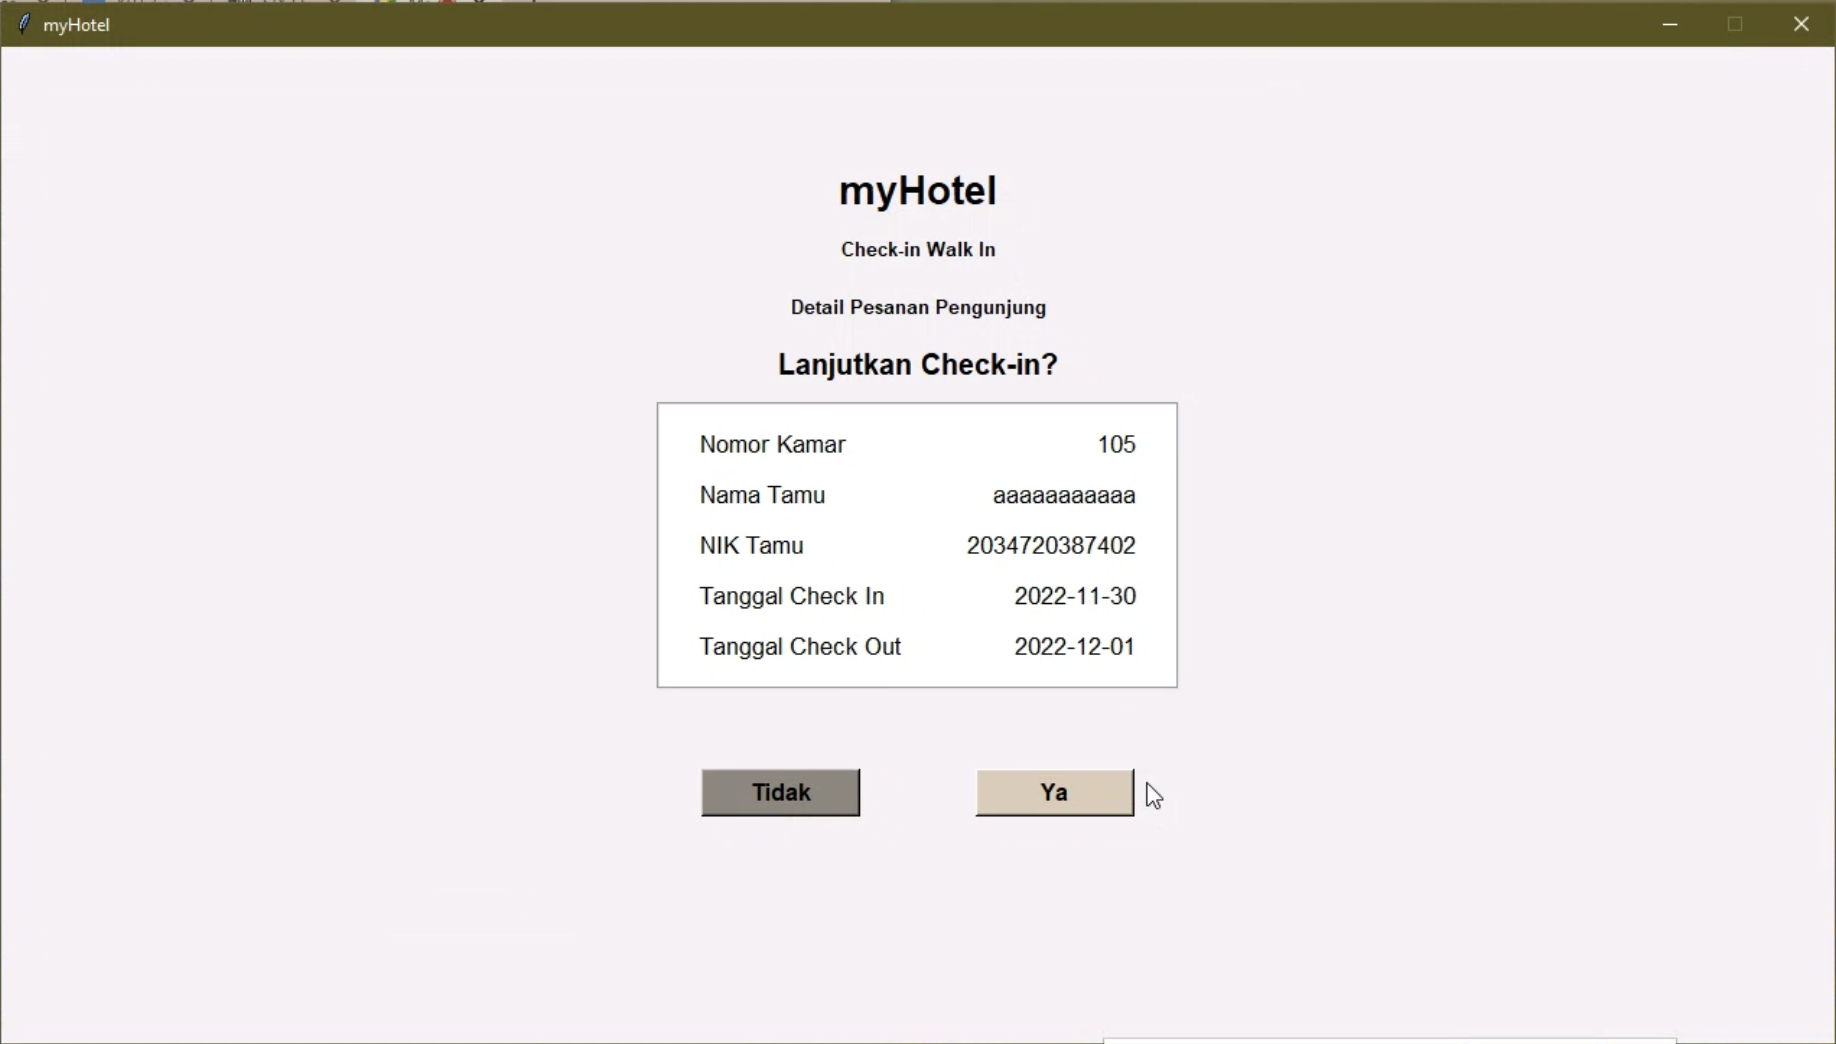 myHotel
myHotel
Check-in Walk In
Detail Pesanan Pengunjung
Lanjutkan Check-in?
Nomor Kamar 105
Nama Tamu aaaaaaaaaaa
NIK Tamu 2034720387402
Tanggal Check In 2022-11-30
Tanggal Check Out 2022-12-01
Tidak Ya